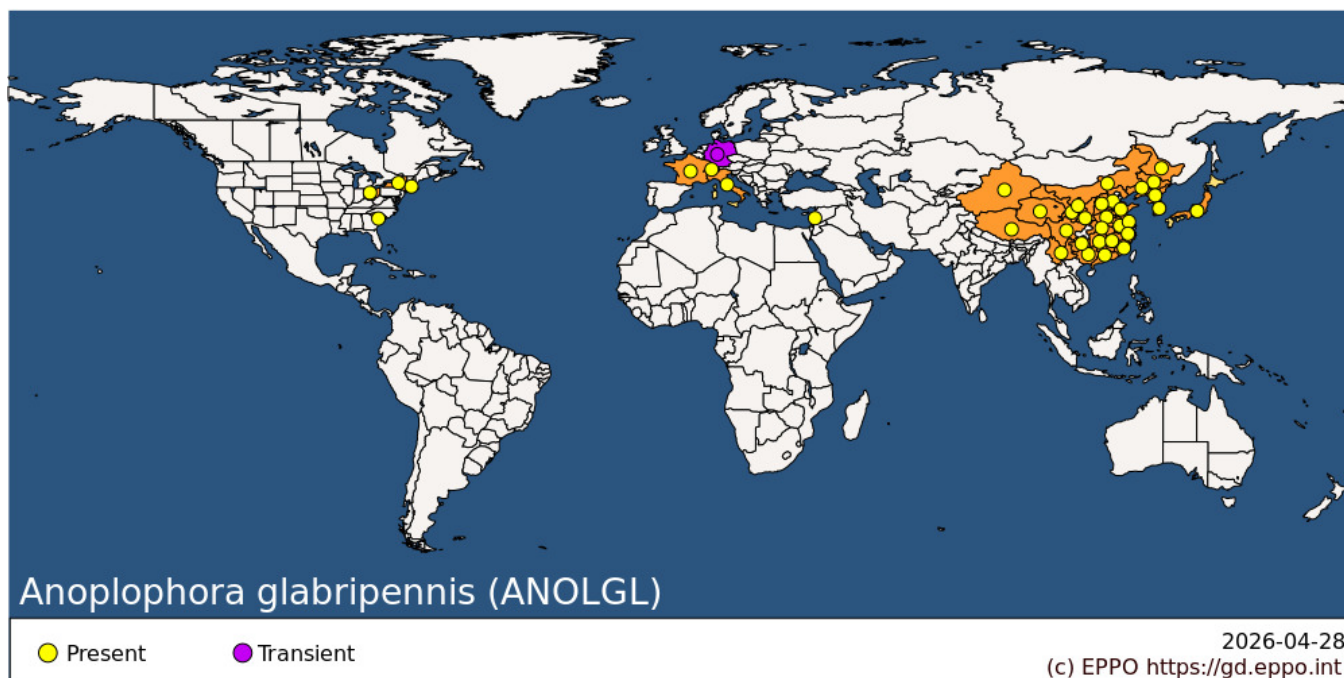 Anoplophora glabripennis (ANOLGL)
Present
Transient
2026-04-28
(c) EPPO https://gd.eppo.int